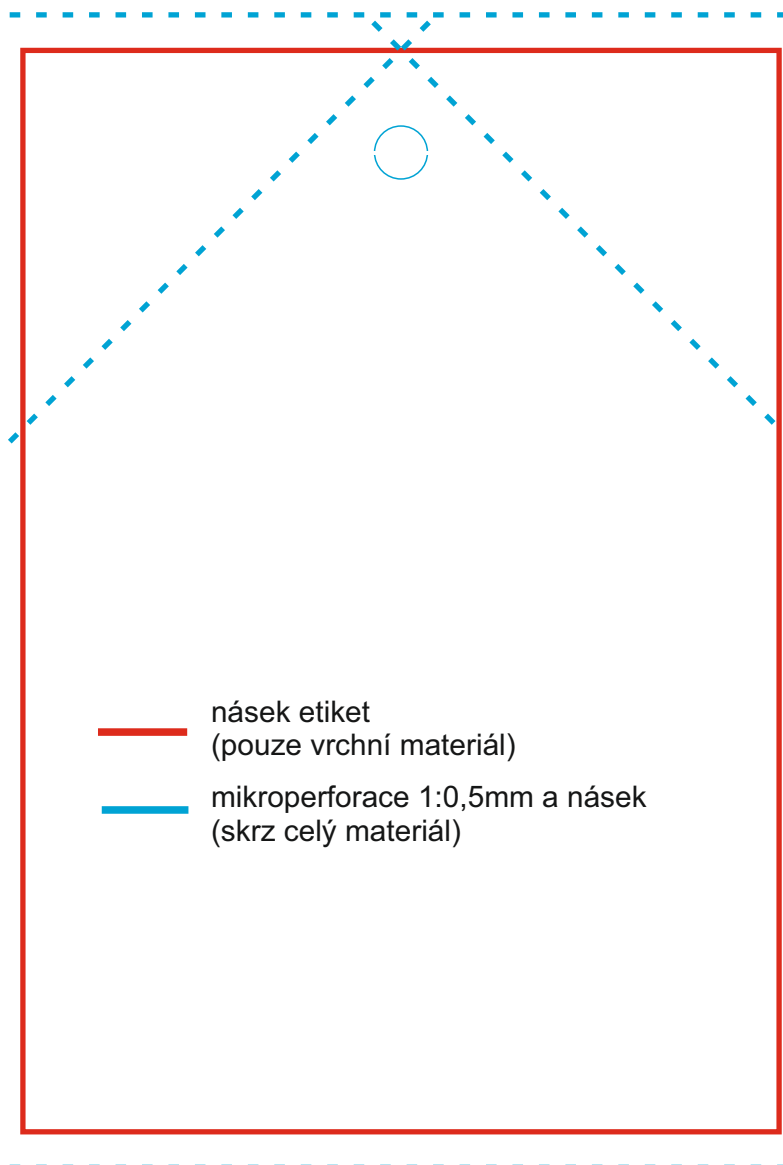 násek etiket
(pouze vrchní materiál)
mikroperforace 1:0,5mm a násek
(skrz celý materiál)